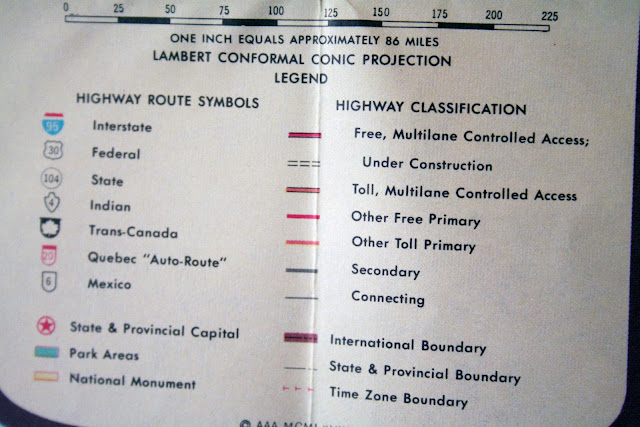 0 25 50 75 100 125 150 175 200 225
ONE INCH EQUALS APPROXIMATELY 86 MILES
LAMBERT CONFORMAL CONIC PROJECTION
LEGEND
HIGHWAY ROUTE SYMBOLS
95 Interstate
30 Federal
104 State
4 Indian
Trans-Canada
20 Quebec "Auto-Route"
6 Mexico
State & Provincial Capital
Park Areas
National Monument
HIGHWAY CLASSIFICATION
Free, Multilane Controlled Access;
Under Construction
Toll, Multilane Controlled Access
Other Free Primary
Other Toll Primary
Secondary
Connecting
International Boundary
State & Provincial Boundary
Time Zone Boundary
© AAA